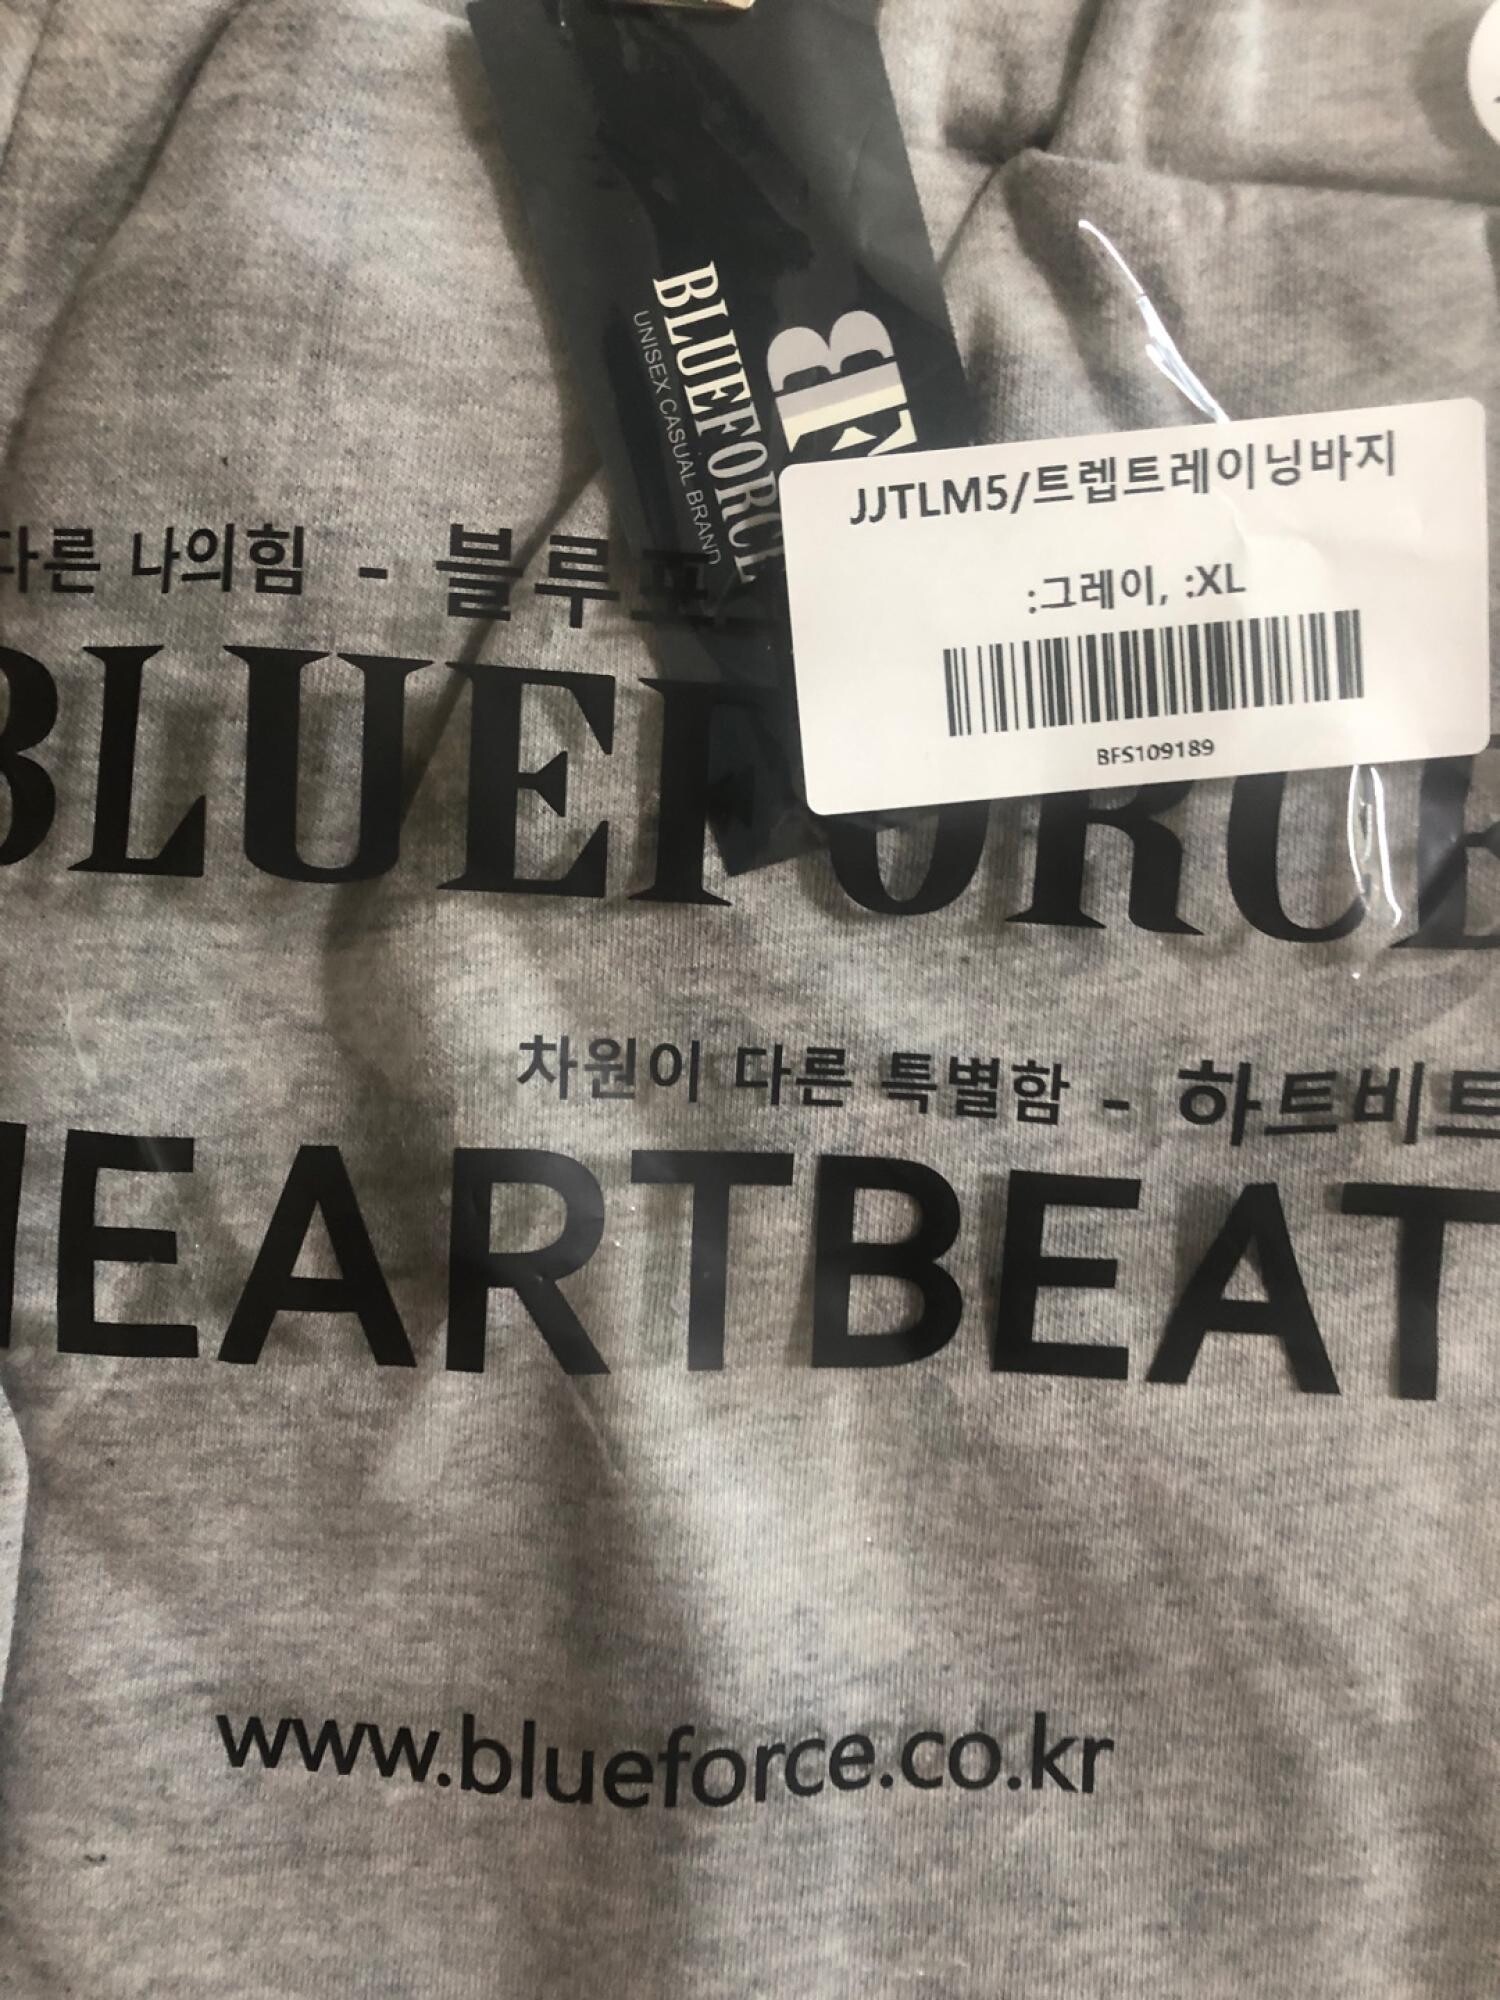 BLUEFORCE
UNISEX CASUAL BRAND
JJTLM5/트렙트레이닝바지
:그레이, :XL
BFS109189
다른 나의힘 - 블루포
BLUEFORCE
차원이 다른 특별함 - 하트비트
HEARTBEAT
www.blueforce.co.kr